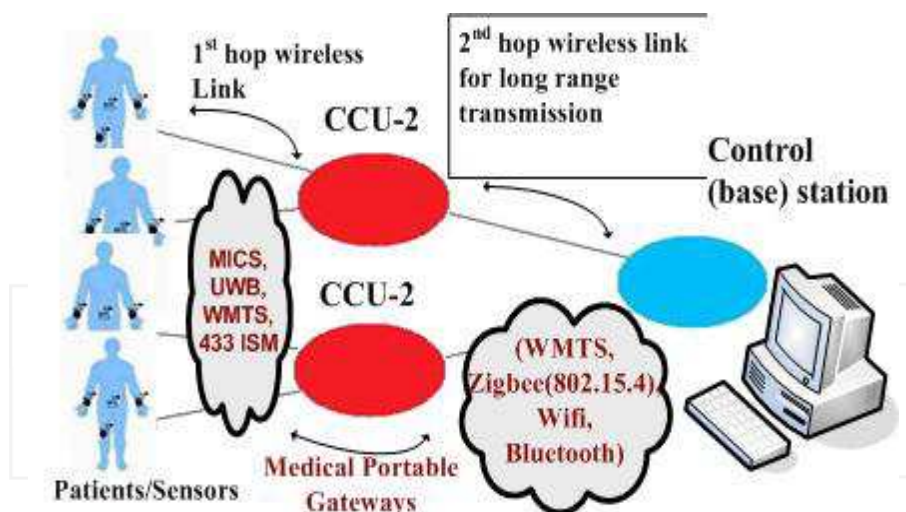 1st hop wireless
Link
2nd hop wireless link
for long range
transmission
CCU-2
Control
(base) station
MICS,
UWB,
WMTS,
433 ISM
CCU-2
(WMTS,
Zigbee(802.15.4)
Wifi,
Bluetooth)
Medical Portable
Gateways
Patients/Sensors